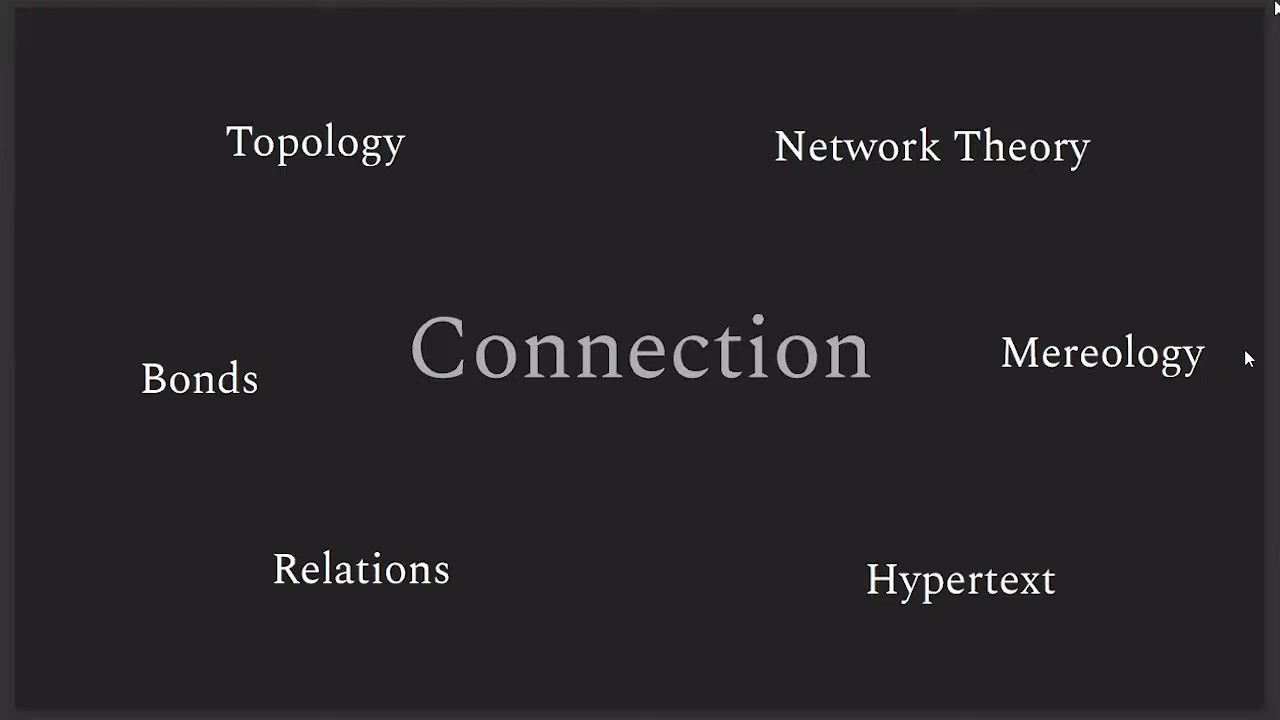 Topology
Network Theory
Connection
Mereology
Bonds
Relations
Hypertext